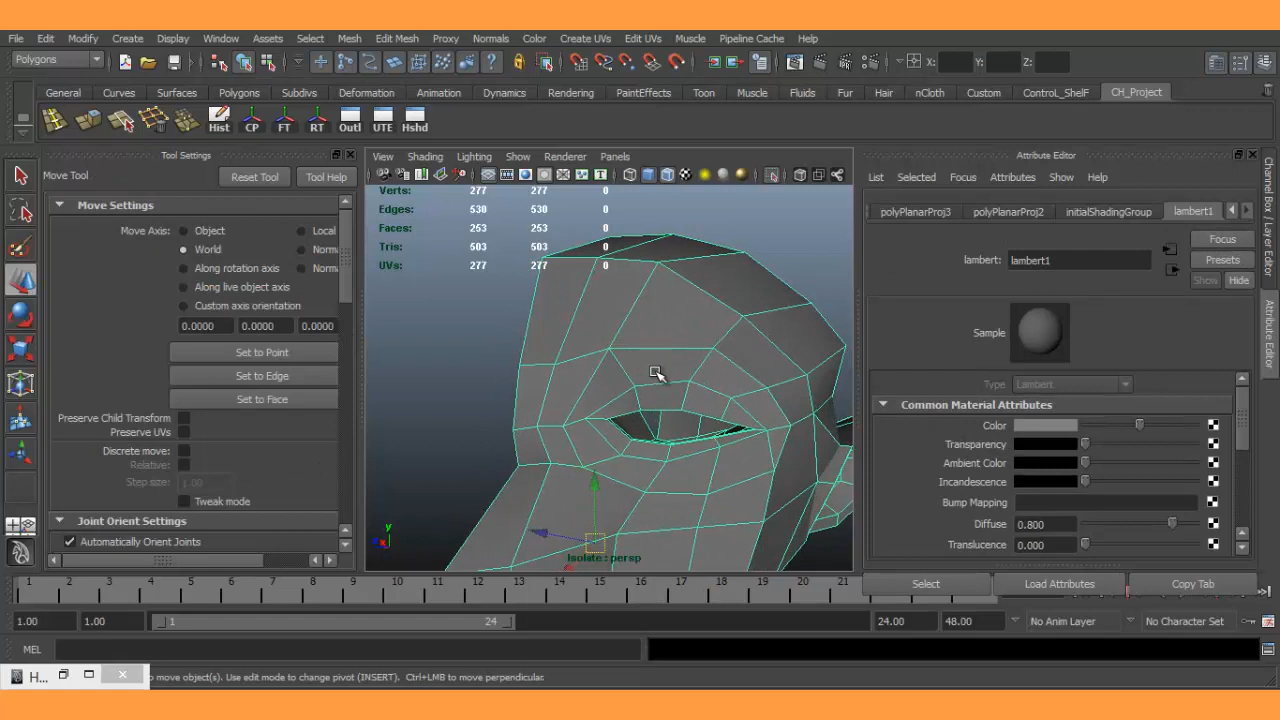 File Edit Modify Create Display Window Assets Select Mesh Edit Mesh Proxy Normals Color Create UVs Edit UVs Muscle Pipeline Cache Help
Polygons X: Y: Z:
General Curves Surfaces Polygons Subdivs Deformation Animation Dynamics Rendering PaintEffects Toon Muscle Fluids Fur Hair nCloth Custom ControL_ShelF CH_Project
Hist CP FT RT Outl UTE Hshd
Tool Settings
Move Tool Reset Tool Tool Help
Move Settings
Move Axis: Object Local
World
Along rotation axis
Along live object axis
Custom axis orientation
0.0000 0.0000 0.0000
Set to Point
Set to Edge
Set to Face
Preserve Child Transform
Preserve UVs
Discrete move:
Relative:
Step size: 1.00
Tweak mode
Joint Orient Settings
Automatically Orient Joints
View Shading Lighting Show Renderer Panels
Verts: 277 277 0
Edges: 530 530 0
Faces: 253 253 0
Tris: 503 503 0
UVs: 277 277 0
y
x
Isolate : persp
Attribute Editor
List Selected Focus Attributes Show Help
polyPlanarProj3 polyPlanarProj2 initialShadingGroup lambert1
lambert: lambert1
Focus
Presets
Show Hide
Sample
Type Lambert
Common Material Attributes
Color
Transparency
Ambient Color
Incandescence
Bump Mapping
Diffuse 0.800
Translucence 0.000
Select Load Attributes Copy Tab
Channel Box / Layer Editor
Attribute Editor
1 2 3 4 5 6 7 8 9 10 11 12 13 14 15 16 17 18 19 20 21
1.00 1.00 1 24 24.00 48.00 No Anim Layer No Character Set
MEL
H... to move object(s). Use edit mode to change pivot (INSERT). Ctrl+LMB to move perpendicular.